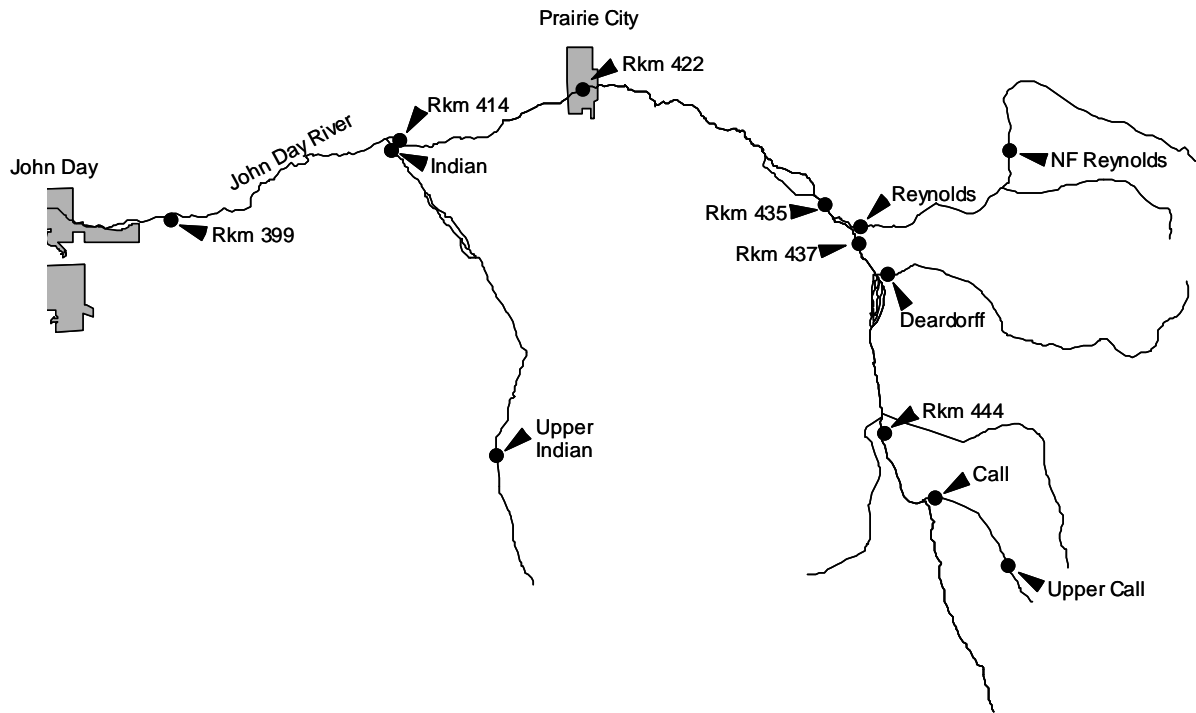 Prairie City
Rkm 422
Rkm 414
John Day River
Indian
NF Reynolds
John Day
Reynolds
Rkm 435
Rkm 399
Rkm 437
Deardorff
Rkm 444
Upper
Indian
Call
Upper Call